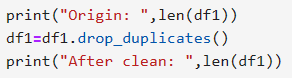 print("Origin: ",len(df1))
df1=df1.drop_duplicates()
print("After clean: ",len(df1))